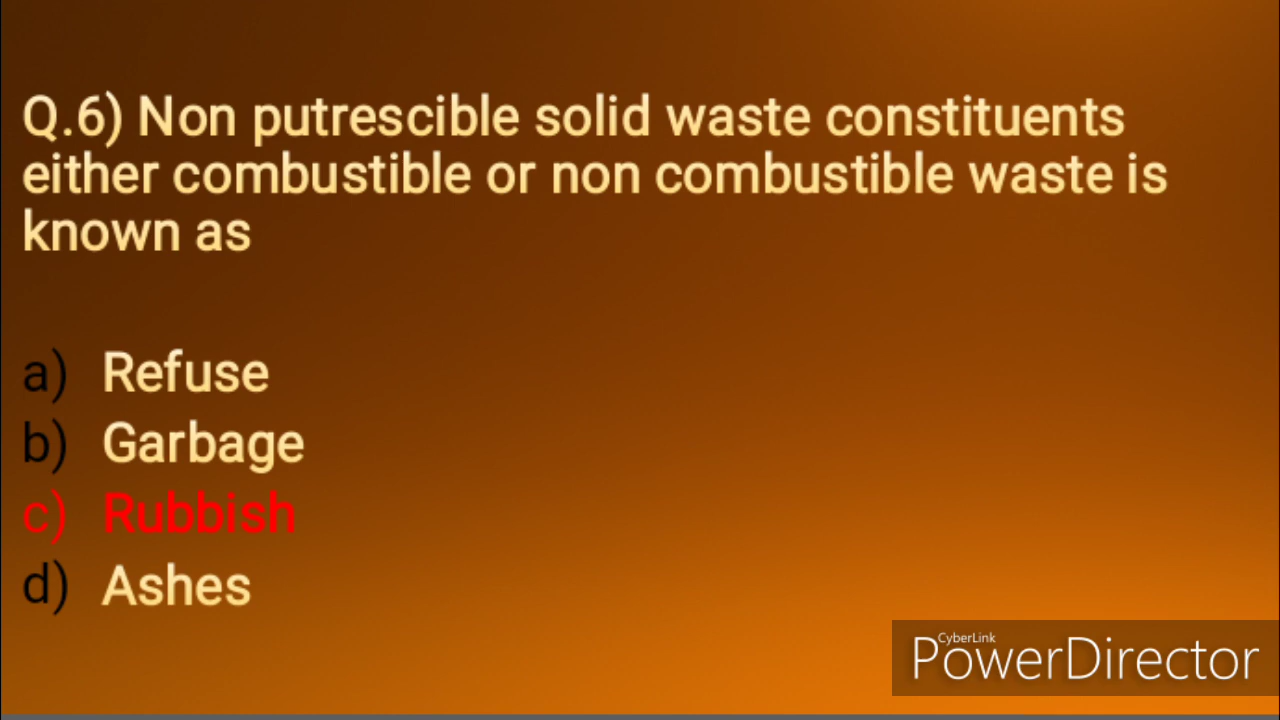 Q.6) Non putrescible solid waste constituents
either combustible or non combustible waste is
known as
a) Refuse
b) Garbage
c) Rubbish
d) Ashes
CyberLink
PowerDirector